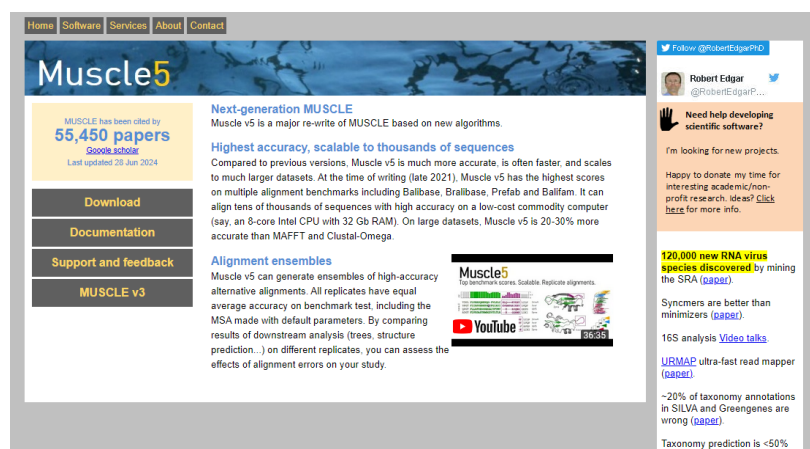 Home Software Services About Contact
Muscle5
MUSCLE has been cited by
55,450 papers
Google scholar
Last updated 28 Jun 2024
Download
Documentation
Support and feedback
MUSCLE v3
Next-generation MUSCLE
Muscle v5 is a major re-write of MUSCLE based on new algorithms.
Highest accuracy, scalable to thousands of sequences
Compared to previous versions, Muscle v5 is much more accurate, is often faster, and scales
to much larger datasets. At the time of writing (late 2021), Muscle v5 has the highest scores
on multiple alignment benchmarks including Balibase, Bralibase, Prefab and Balifam. It can
align tens of thousands of sequences with high accuracy on a low-cost commodity computer
(say, an 8-core Intel CPU with 32 Gb RAM). On large datasets, Muscle v5 is 20-30% more
accurate than MAFFT and Clustal-Omega.
Alignment ensembles
Muscle v5 can generate ensembles of high-accuracy
alternative alignments. All replicates have equal
average accuracy on benchmark test, including the
MSA made with default parameters. By comparing
results of downstream analysis (trees, structure
prediction...) on different replicates, you can assess the
effects of alignment errors on your study.
Muscle5
Top benchmark scores. Scalable. Replicate alignments.
YouTube
36:35
Follow @RobertEdgarPhD
Robert Edgar
@RobertEdgarP...
Need help developing
scientific software?
I'm looking for new projects.
Happy to donate my time for
interesting academic/non-
profit research. Ideas? Click
here for more info.
120,000 new RNA virus
species discovered by mining
the SRA (paper).
Syncmers are better than
minimizers (paper).
16S analysis Video talks.
URMAP ultra-fast read mapper
(paper).
~20% of taxonomy annotations
in SILVA and Greengenes are
wrong (paper).
Taxonomy prediction is <50%